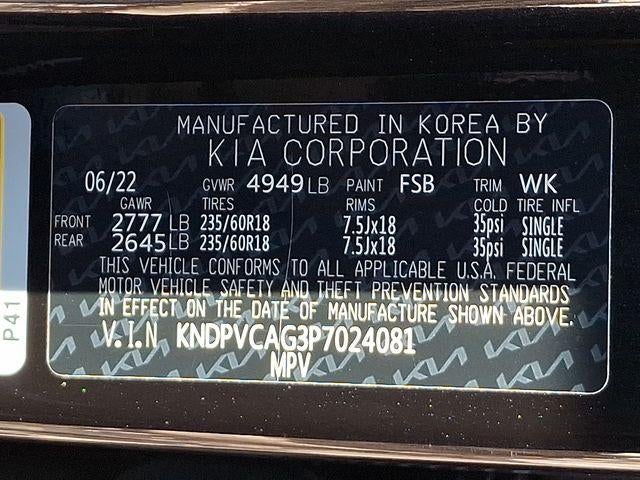 MANUFACTURED IN KOREA BY
KIA CORPORATION
06/22 GVWR 4949 LB PAINT FSB TRIM WK
GAWR TIRES RIMS COLD TIRE INFL
FRONT 2777 LB 235/60R18 7.5Jx18 35psi SINGLE
REAR 2645 LB 235/60R18 7.5Jx18 35psi SINGLE
THIS VEHICLE CONFORMS TO ALL APPLICABLE U.S.A. FEDERAL
MOTOR VEHICLE SAFETY AND THEFT PREVENTION STANDARDS
IN EFFECT ON THE DATE OF MANUFACTURE SHOWN ABOVE.
V.I.N KNDPVCAG3P7024081
MPV
P41